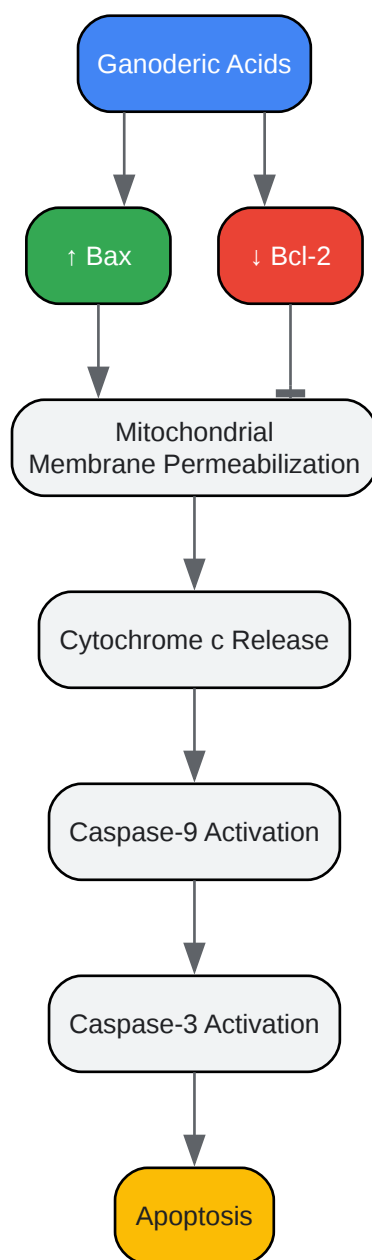 Ganoderic Acids
↑ Bax
↓ Bcl-2
Mitochondrial
Membrane Permeabilization
Cytochrome c Release
Caspase-9 Activation
Caspase-3 Activation
Apoptosis